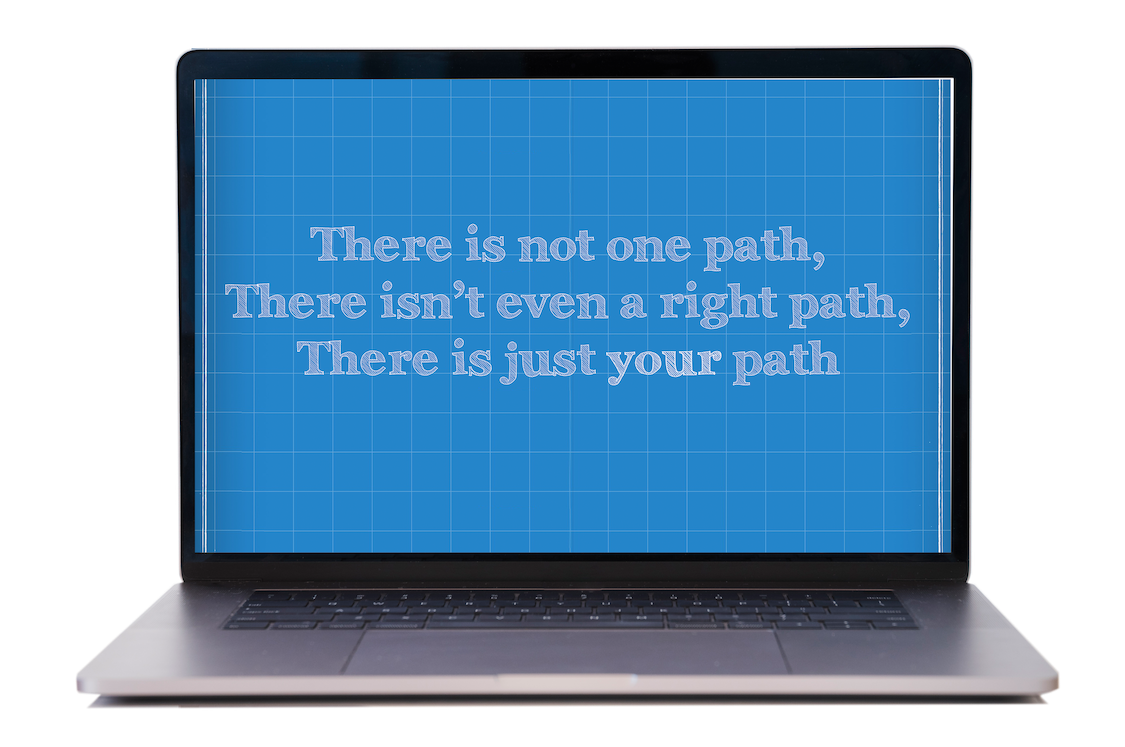 There is not one path,
There isn’t even a right path,
There is just your path